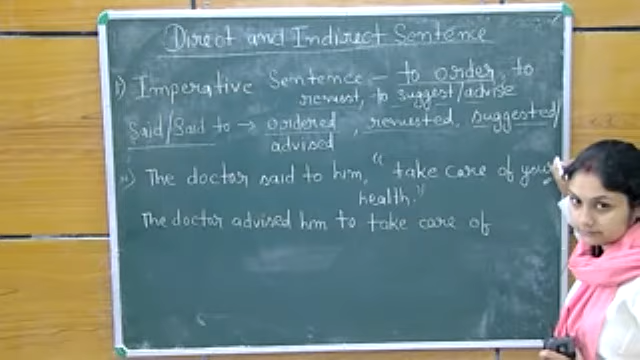 Direct and Indirect Sentence
i) Imperative Sentence - to order, to
request, to suggest/advise
Said/Said to → ordered, requested, suggested/
advised
ii) The doctor said to him, "take care of your
health."
The doctor advised him to take care of